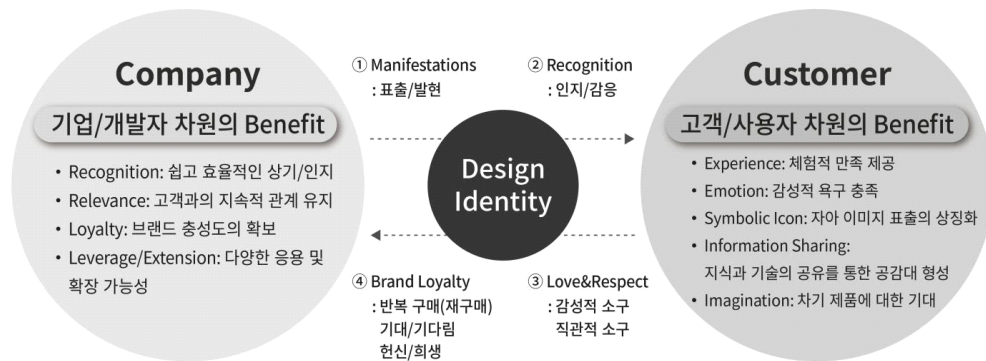 Company
기업/개발자 차원의 Benefit
• Recognition: 쉽고 효율적인 상기/인지
• Relevance: 고객과의 지속적 관계 유지
• Loyalty: 브랜드 충성도의 확보
• Leverage/Extension: 다양한 응용 및
확장 가능성
① Manifestations
: 표출/발현
② Recognition
: 인지/감응
Design
Identity
④ Brand Loyalty
: 반복 구매(재구매)
기대/기다림
헌신/희생
③ Love&Respect
: 감성적 소구
직관적 소구
Customer
고객/사용자 차원의 Benefit
• Experience: 체험적 만족 제공
• Emotion: 감성적 욕구 충족
• Symbolic Icon: 자아 이미지 표출의 상징화
• Information Sharing:
지식과 기술의 공유를 통한 공감대 형성
• Imagination: 차기 제품에 대한 기대